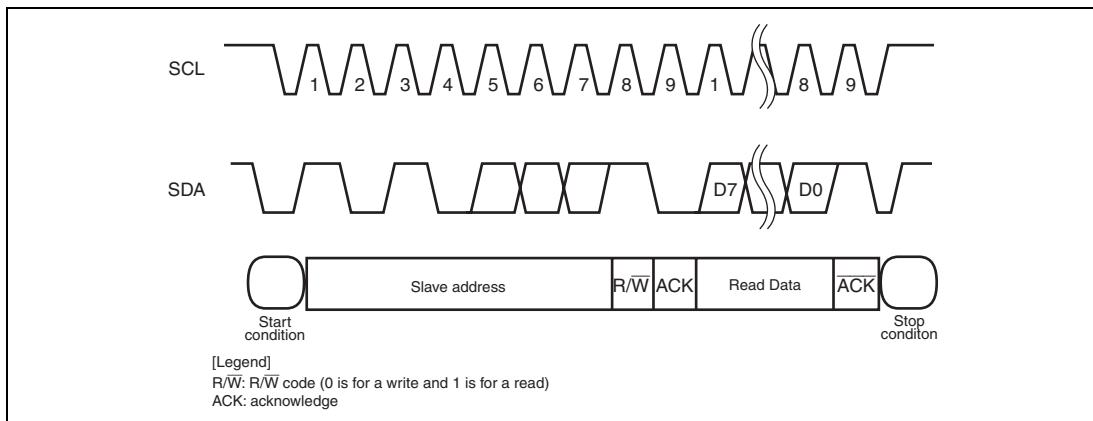 SCL
1 2 3 4 5 6 7 8 9 1 8 9
SDA
D7 D0
Slave address R/W̅ ACK Read Data A̅C̅K̅
Start
condition
Stop
conditon
[Legend]
R/W̅: R/W̅ code (0 is for a write and 1 is for a read)
ACK: acknowledge